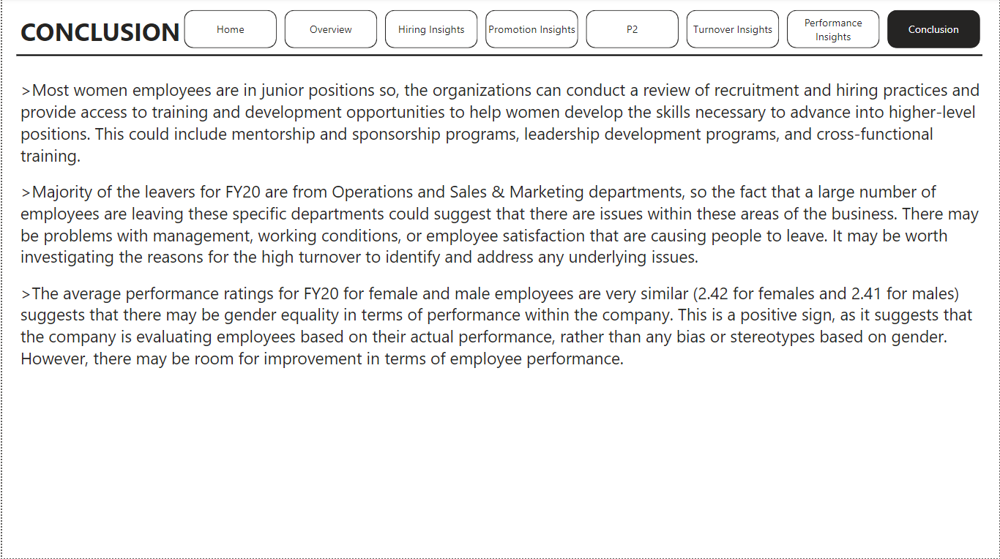 CONCLUSION
Home
Overview
Hiring Insights
Promotion Insights
P2
Turnover Insights
Performance
Insights
Conclusion
>Most women employees are in junior positions so, the organizations can conduct a review of recruitment and hiring practices and
provide access to training and development opportunities to help women develop the skills necessary to advance into higher-level
positions. This could include mentorship and sponsorship programs, leadership development programs, and cross-functional
training.
>Majority of the leavers for FY20 are from Operations and Sales & Marketing departments, so the fact that a large number of
employees are leaving these specific departments could suggest that there are issues within these areas of the business. There may
be problems with management, working conditions, or employee satisfaction that are causing people to leave. It may be worth
investigating the reasons for the high turnover to identify and address any underlying issues.
>The average performance ratings for FY20 for female and male employees are very similar (2.42 for females and 2.41 for males)
suggests that there may be gender equality in terms of performance within the company. This is a positive sign, as it suggests that
the company is evaluating employees based on their actual performance, rather than any bias or stereotypes based on gender.
However, there may be room for improvement in terms of employee performance.